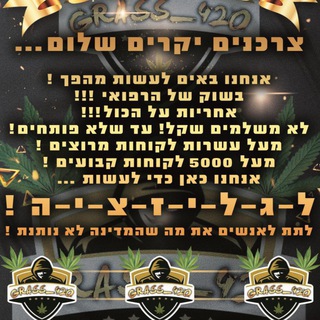 GRASS_420
צרכנים יקרים שלום...
אנחנו באים לעשות מהפך !
בשוק של הרפואי !!!
אחריות על הכול!!!
לא משלמים שקל! עד שלא פותחים!
מעל עשרות לקוחות מרוצים !
מעל 5000 לקוחות קבועים !
אנחנו כאן כדי לעשות ...
ל-ג-ל-י-ז-צ-י-ה !
לתת לאנשים את מה שהמדינה לא נותנת !
GRASS_420 GRASS_420 GRASS_420